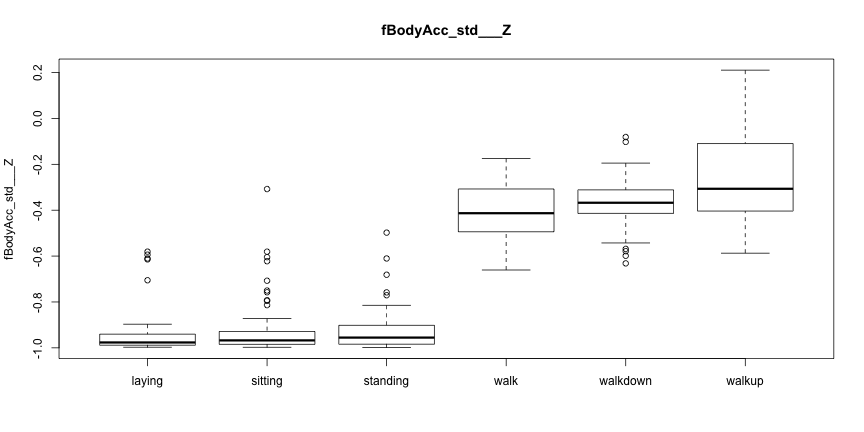 fBodyAcc_std___Z
fBodyAcc_std___Z
0.2
0.0
-0.2
-0.4
-0.6
-0.8
-1.0
laying sitting standing walk walkdown walkup